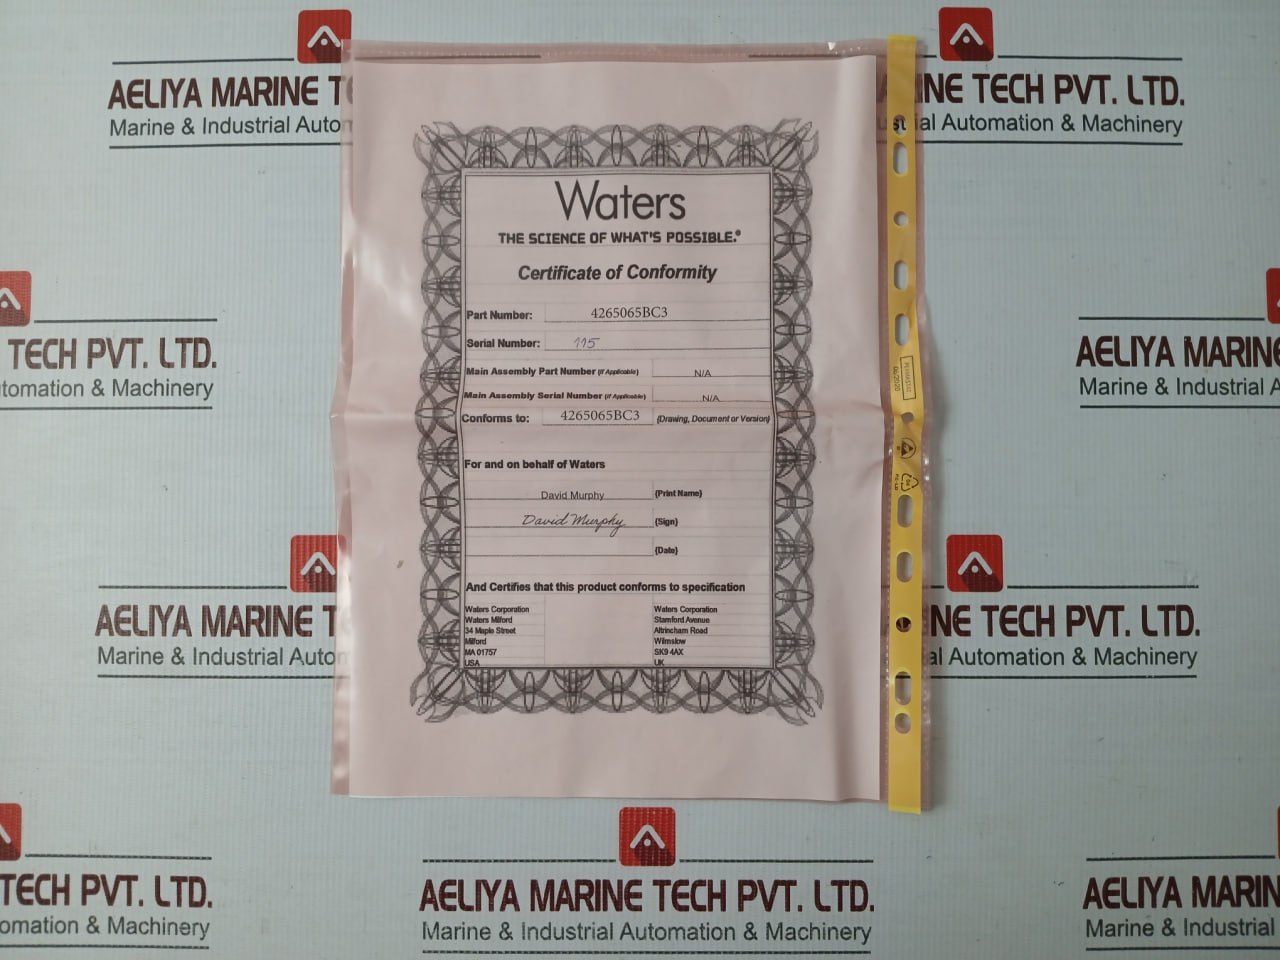 AELIYA MARINE T
Marine & Industrial Autom
INE TECH PVT. LTD.
al Automation & Machinery
Waters
THE SCIENCE OF WHAT'S POSSIBLE.®
Certificate of Conformity
Part Number: 4265065BC3
Serial Number: 115
Main Assembly Part Number (If Applicable) N/A
Main Assembly Serial Number (If Applicable) N/A
Conforms to: 4265065BC3 (Drawing, Document or Version)
For and on behalf of Waters
David Murphy (Print Name)
David Murphy (Sign)
(Date)
And Certifies that this product conforms to specification
Waters Corporation
Waters Milford
34 Maple Street
Milford
MA 01757
USA
Waters Corporation
Stamford Avenue
Altrincham Road
Wilmslow
SK9 4AX
UK
06/2020
TECH PVT. LTD.
utomation & Machinery
AELIYA MARINE
Marine & Industrial A
AELIYA MARINE T
Marine & Industrial
E TECH PVT. LTD.
al Automation & Machinery
TECH PVT. LTD.
omation & Machinery
AELIYA MARINE TECH PVT. LTD.
Marine & Industrial Automation & Machinery
AELIYA MARIN
Marine & Industrial